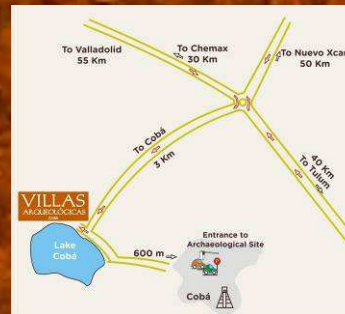 To Valladolid
55 Km
To Chemax
30 Km
To Nuevo Xcan
50 Km
To Cobá
3 Km
40 Km
To Tulum
VILLAS
ARQUEOLÓGICAS
Lake
Cobá
600 m
Entrance to
Archaeological Site
Cobá